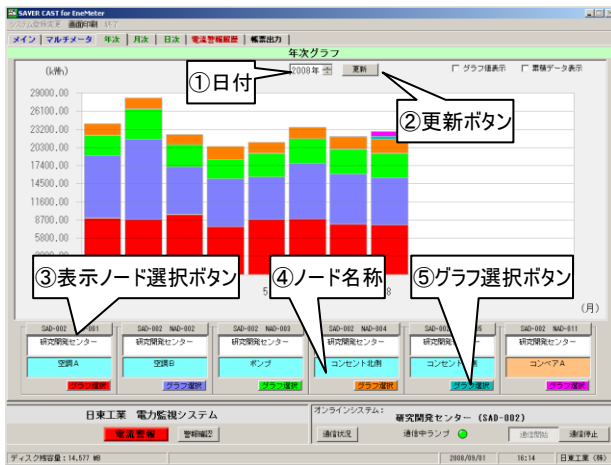 SAVER CAST for EneMeter
システム登録変更 画面印刷 終了
メイン マルチメータ 年次 月次 日次 電流警報履歴 帳票出力
年次グラフ
(kWh)
①日付
2008年 更新
グラフ値表示 累積データ表示
②更新ボタン
29000.00
26100.00
23200.00
20300.00
17400.00
14500.00
11600.00
8700.00
5800.00
③表示ノード選択ボタン
④ノード名称
⑤グラフ選択ボタン
5 8
(月)
SAD-002 SAD-002 NAD-002 SAD-002 NAD-003 SAD-002 NAD-004 SAD-002 NAD-011
研究開発センター 研究開発センター 研究開発センター 研究開発センター 研究開発センター 研究開発センター
空調A 空調B ポンプ コンセント北側 コンベアA
グラフ選択 グラフ選択 グラフ選択 グラフ選択 グラフ選択 グラフ選択
日東工業 電力監視システム
電流警報 警報確認
オンラインシステム:
研究開発センター (SAD-002)
通信状況 通信中ランプ 通信開始 通信停止
ディスク残容量:14,577 MB
2008/09/01 16:14 日東工業(株)